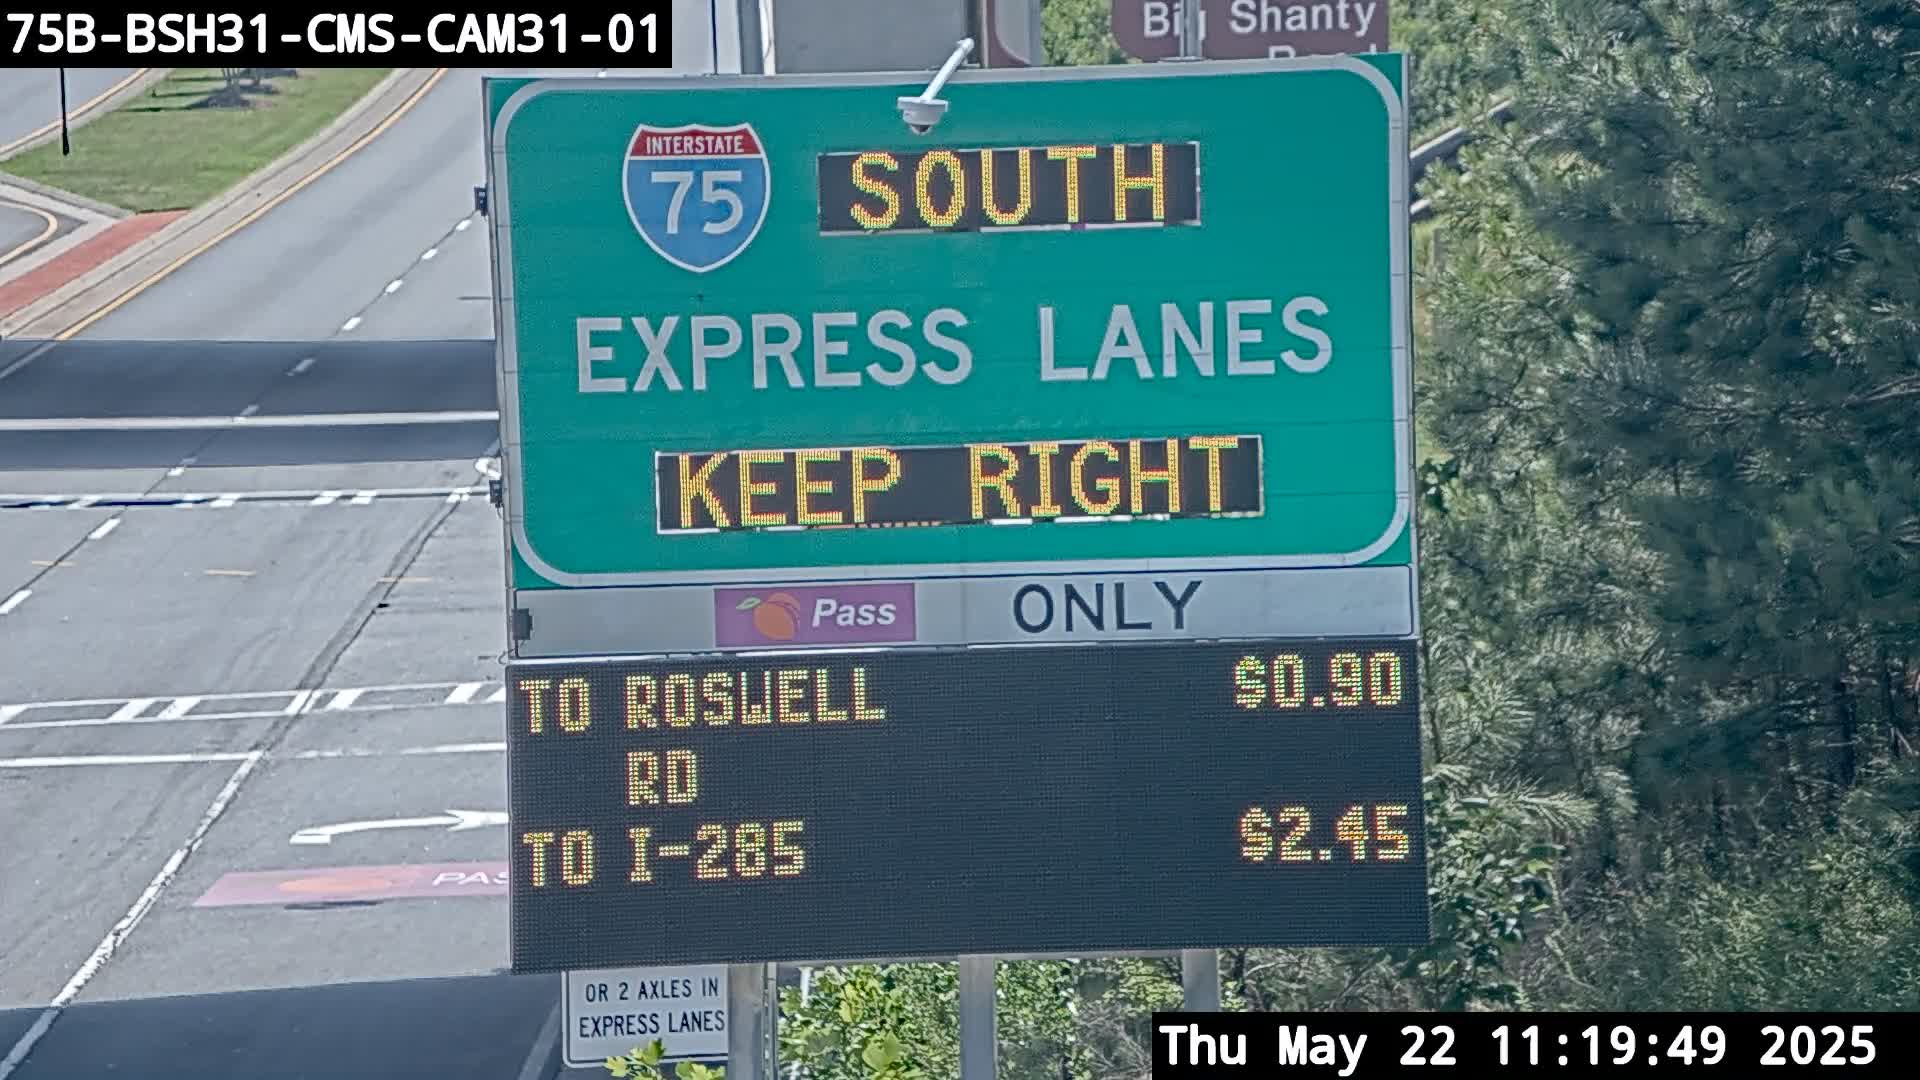 75B-BSH31-CMS-CAM31-01
Big Shanty
Road
INTERSTATE
75
SOUTH
EXPRESS LANES
KEEP RIGHT
Pass ONLY
TO ROSWELL $0.90
RD
TO I-285 $2.45
PAS
OR 2 AXLES IN
EXPRESS LANES
Thu May 22 11:19:49 2025